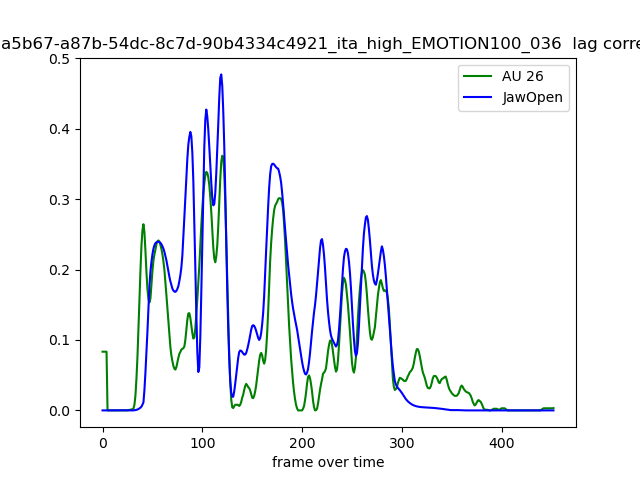 a5b67-a87b-54dc-8c7d-90b4334c4921_ita_high_EMOTION100_036 lag corre
AU 26
JawOpen
0.5
0.4
0.3
0.2
0.1
0.0
0 100 200 300 400
frame over time